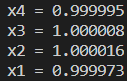 x4 = 0.999995
x3 = 1.000008
x2 = 1.000016
x1 = 0.999973